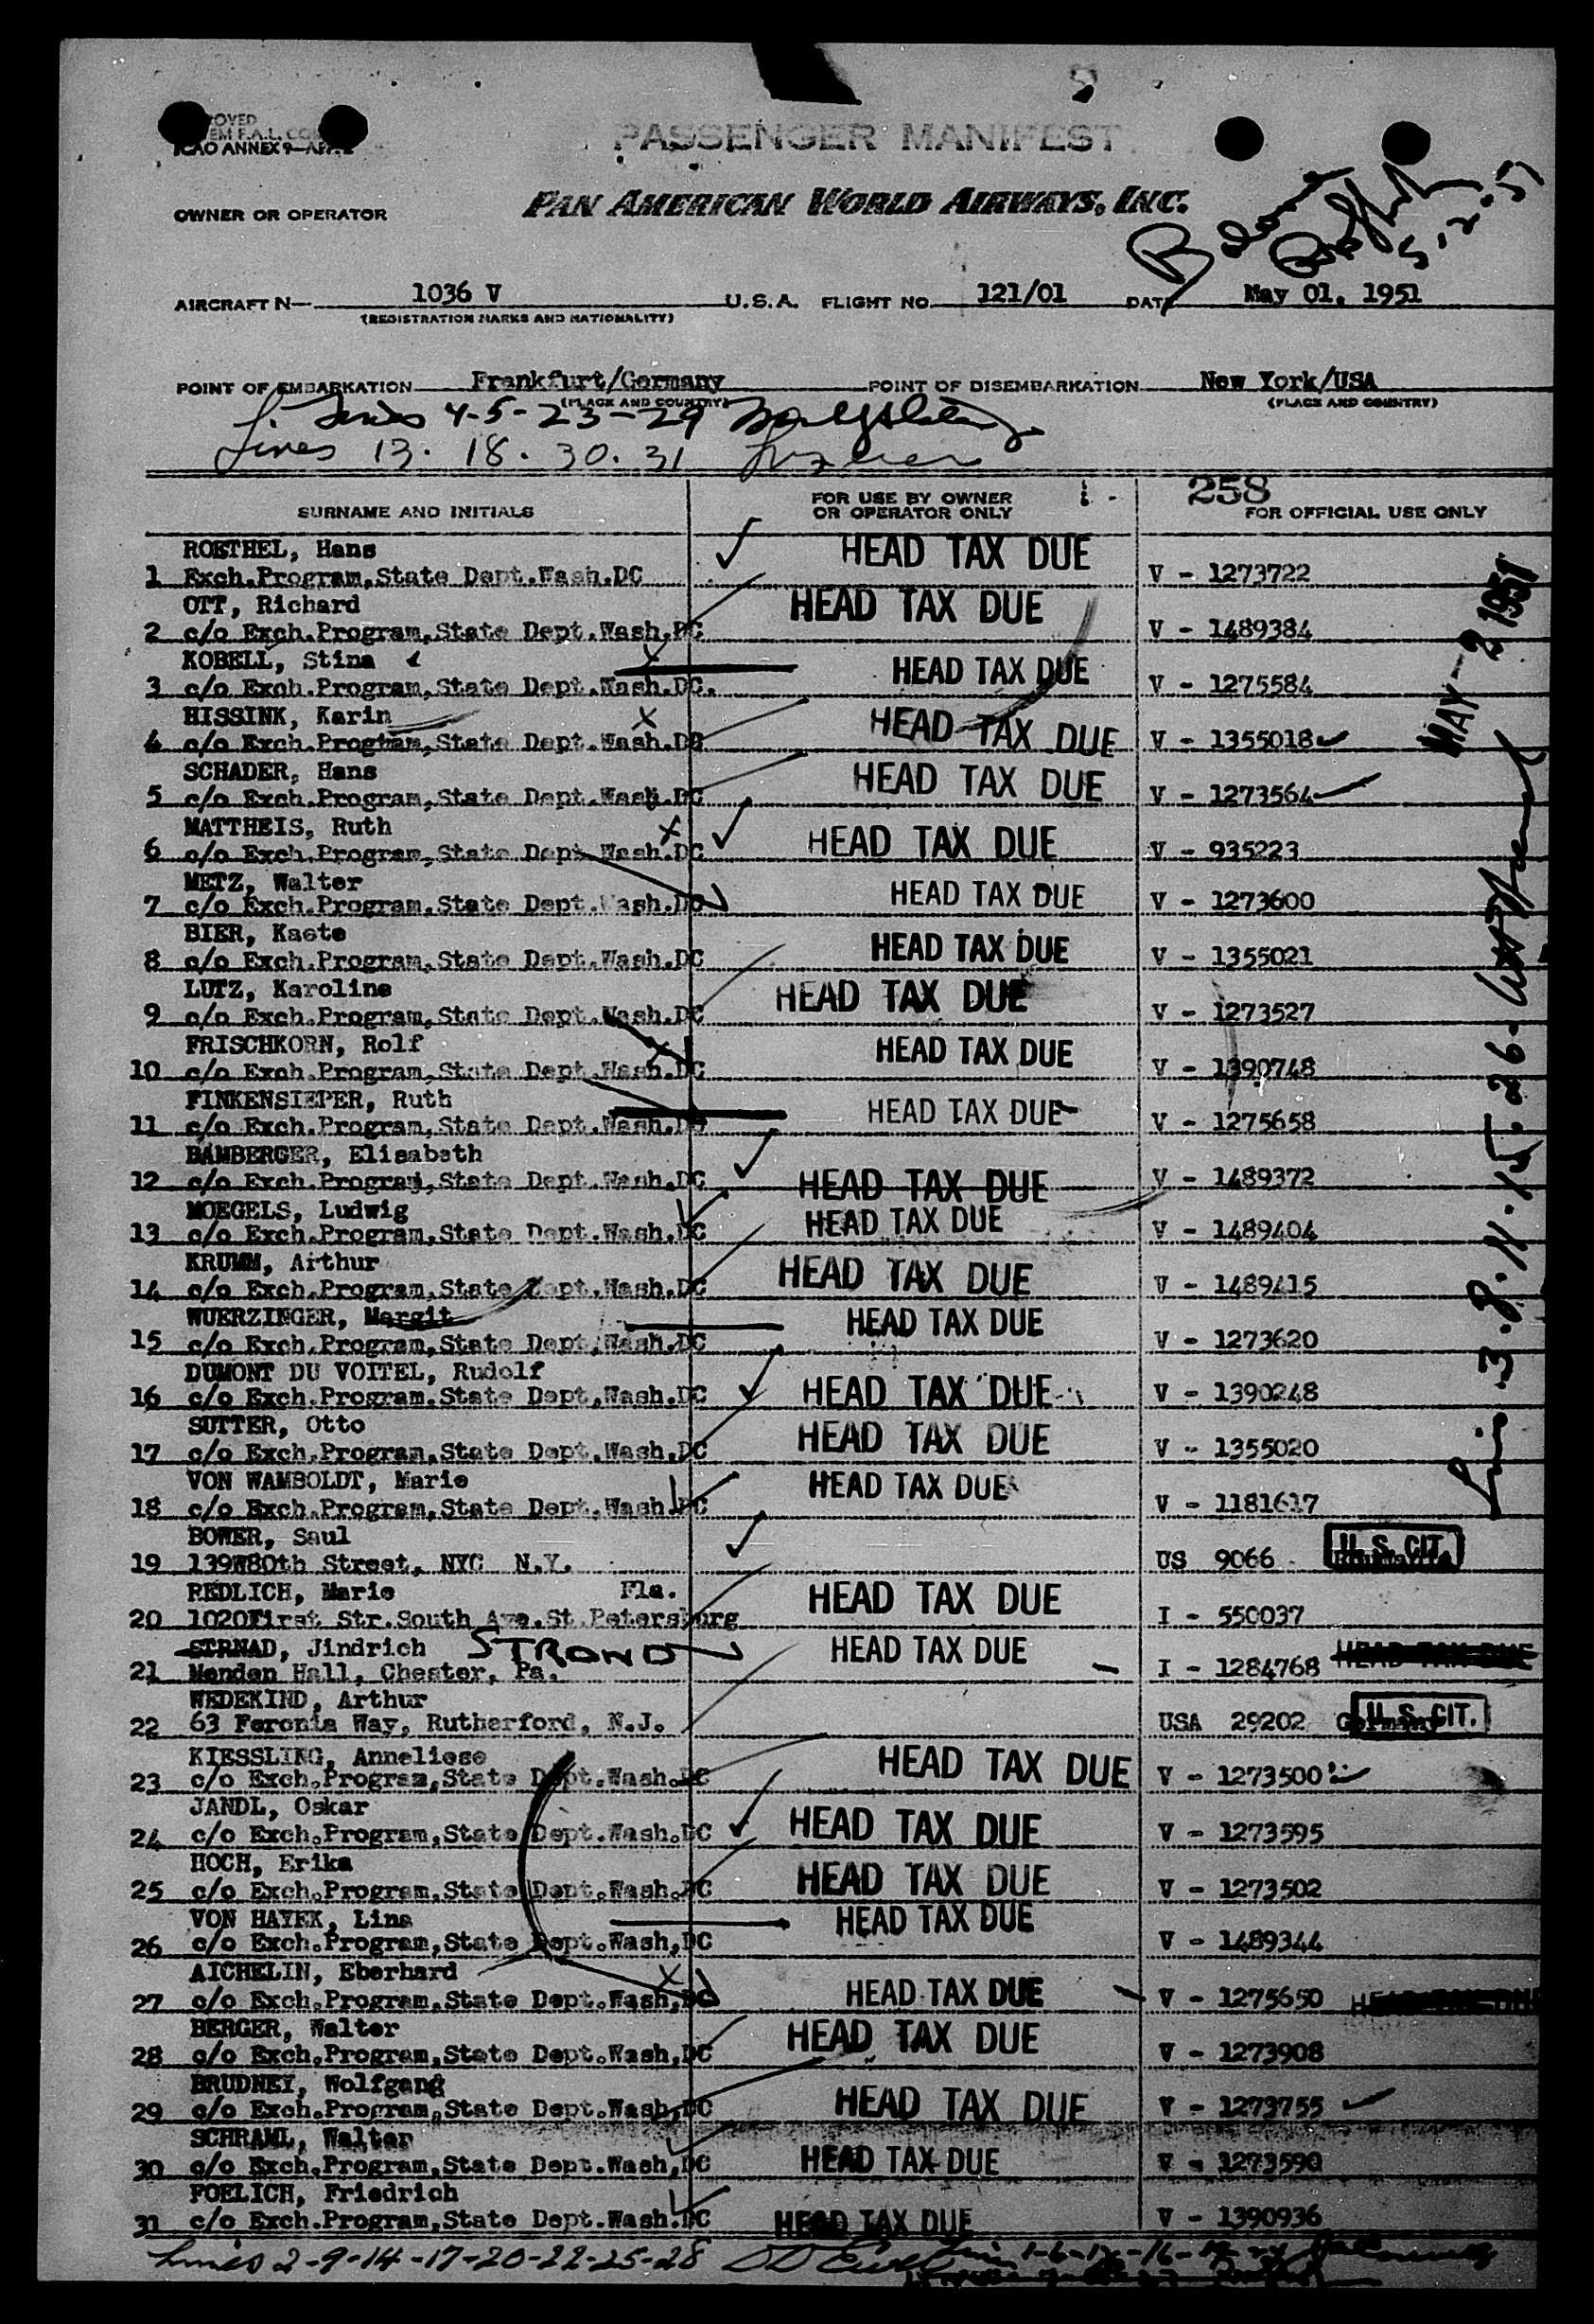 PASSENGER MANIFEST
ICAO ANNEX 9—APP. 2
OWNER OR OPERATOR PAN AMERICAN WORLD AIRWAYS, INC.
5.2.51
AIRCRAFT N— 1036 V U.S.A. FLIGHT NO. 121/01 DATE May 01, 1951
(REGISTRATION MARKS AND NATIONALITY)
POINT OF EMBARKATION Frankfurt/Germany POINT OF DISEMBARKATION New York/USA
(PLACE AND COUNTRY) (PLACE AND COUNTRY)
4-5-23-29
Lines 13. 18. 30. 31
258
SURNAME AND INITIALS FOR USE BY OWNER OR OPERATOR ONLY FOR OFFICIAL USE ONLY
ROETHEL, Hans HEAD TAX DUE
1 Exch.Program,State Dept.Wash.DC V - 1273722
OTT, Richard HEAD TAX DUE
2 c/o Exch.Program,State Dept.Wash.DC V - 1489384
KOBELL, Stina HEAD TAX DUE
3 c/o Exch.Program,State Dept.Wash.DC. V - 1275584
HISSINK, Karin HEAD TAX DUE
4 c/o Exch.Program,State Dept.Wash.DC V - 1355018
SCHADER, Hans HEAD TAX DUE
5 c/o Exch.Program,State Dept.Wash.DC V - 1273564
MATTHEIS, Ruth HEAD TAX DUE
6 c/o Exch.Program,State Dept Wash.DC V - 935223
METZ, Walter HEAD TAX DUE
7 c/o Exch.Program,State Dept.Wash.DC V - 1273600
BIER, Kaete HEAD TAX DUE
8 c/o Exch.Program,State Dept.Wash.DC V - 1355021
LUTZ, Karoline HEAD TAX DUE
9 c/o Exch.Program,State Dept.Wash.DC V - 1273527
FRISCHKORN, Rolf HEAD TAX DUE
10 c/o Exch.Program,State Dept.Wash.DC V - 1390748
FINKENSIEPER, Ruth HEAD TAX DUE
11 c/o Exch.Program,State Dept.Wash.DC V - 1275658
BAMBERGER, Elisabeth
12 c/o Exch.Program,State Dept.Wash.DC HEAD TAX DUE V - 1489372
MOEGELS, Ludwig HEAD TAX DUE
13 c/o Exch.Program,State Dept.Wash.DC V - 1489404
KRUMM, Arthur HEAD TAX DUE
14 c/o Exch.Program,State Dept.Wash.DC V - 1489415
WUERZINGER, Margit HEAD TAX DUE
15 c/o Exch.Program,State Dept,Wash.DC V - 1273620
DUMONT DU VOITEL, Rudolf
16 c/o Exch.Program.State Dept,Wash.DC HEAD TAX DUE V - 1390248
SUTTER, Otto HEAD TAX DUE
17 c/o Exch.Program,State Dept.Wash.DC V - 1355020
VON WAMBOLDT, Marie HEAD TAX DUE
18 c/o Exch.Program,State Dept,Wash.DC V - 1181617
BOWER, Saul
19 139W80th Street, NYC N.Y. US 9066 U.S. CIT.
REDLICH, Marie Fla. HEAD TAX DUE
20 1020First Str.South Ave.St.Petersburg I - 550037
STRNAD, Jindrich STROND HEAD TAX DUE
21 Menden Hall, Chester, Pa. I - 1284768 HEAD TAX DUE
WEDEKIND, Arthur
22 63 Feronia Way, Rutherford, N.J. USA 29202 Germany U.S. CIT.
KIESSLING, Anneliese HEAD TAX DUE
23 c/o Exch.Program,State Dept.Wash.DC V - 1273500
JANDL, Oskar
24 c/o Exch.Program,State Dept.Wash.DC HEAD TAX DUE V - 1273595
HOCH, Erika HEAD TAX DUE
25 c/o Exch.Program,State Dept.Wash.DC V - 1273502
VON HAYEK, Lina HEAD TAX DUE
26 c/o Exch.Program,State Dept.Wash,DC V - 1489344
AICHELIN, Eberhard
27 c/o Exch.Program,State Dept.Wash,DC HEAD TAX DUE V - 1275650
BERGER, Walter HEAD TAX DUE
28 c/o Exch.Program,State Dept.Wash,DC V - 1273908
BRUDNEY, Wolfgang
29 c/o Exch.Program,State Dept.Wash,DC HEAD TAX DUE V - 1273755
SCHRAML, Walter
30 c/o Exch.Program,State Dept.Wash,DC HEAD TAX DUE V - 1273590
FOELICH, Friedrich
31 c/o Exch.Program,State Dept.Wash.DC HEAD TAX DUE V - 1390936
Lines 2-9-14-17-20-22-25-28
MAY - 2 1951
3.8.11.15.26